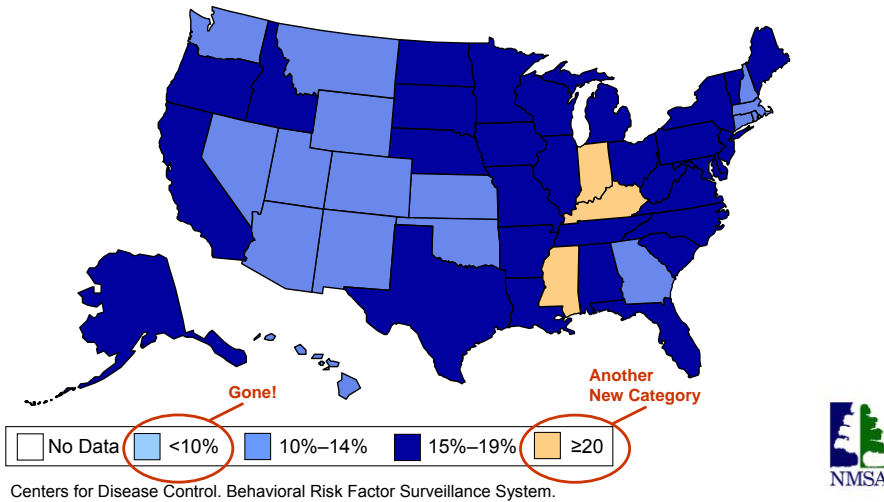 Gone!
Another
New Category
No Data <10% 10%–14% 15%–19% ≥20
Centers for Disease Control. Behavioral Risk Factor Surveillance System.
NMSA